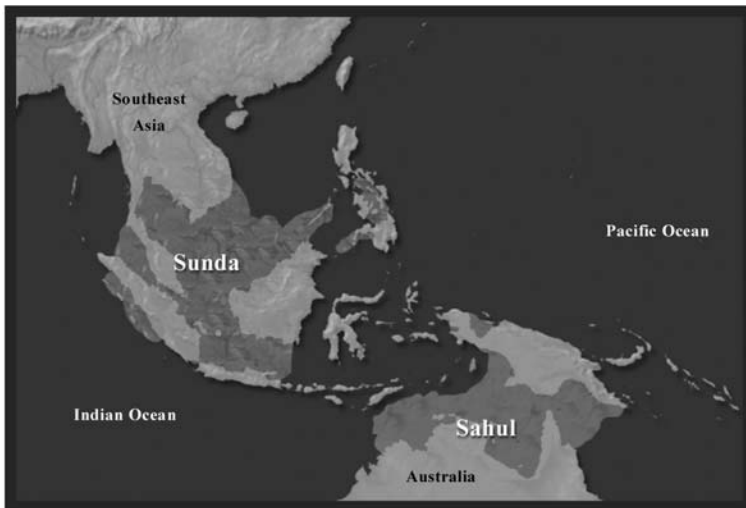 Southeast
Asia
Pacific Ocean
Sunda
Indian Ocean
Sahul
Australia